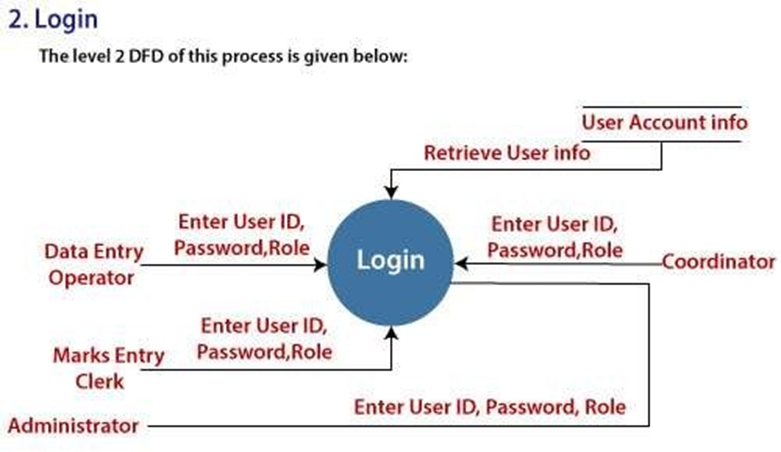 2. Login
The level 2 DFD of this process is given below:
User Account info
Retrieve User info
Enter User ID,
Password,Role
Data Entry
Operator
Login
Enter User ID,
Password,Role
Coordinator
Enter User ID,
Password,Role
Marks Entry
Clerk
Enter User ID, Password, Role
Administrator